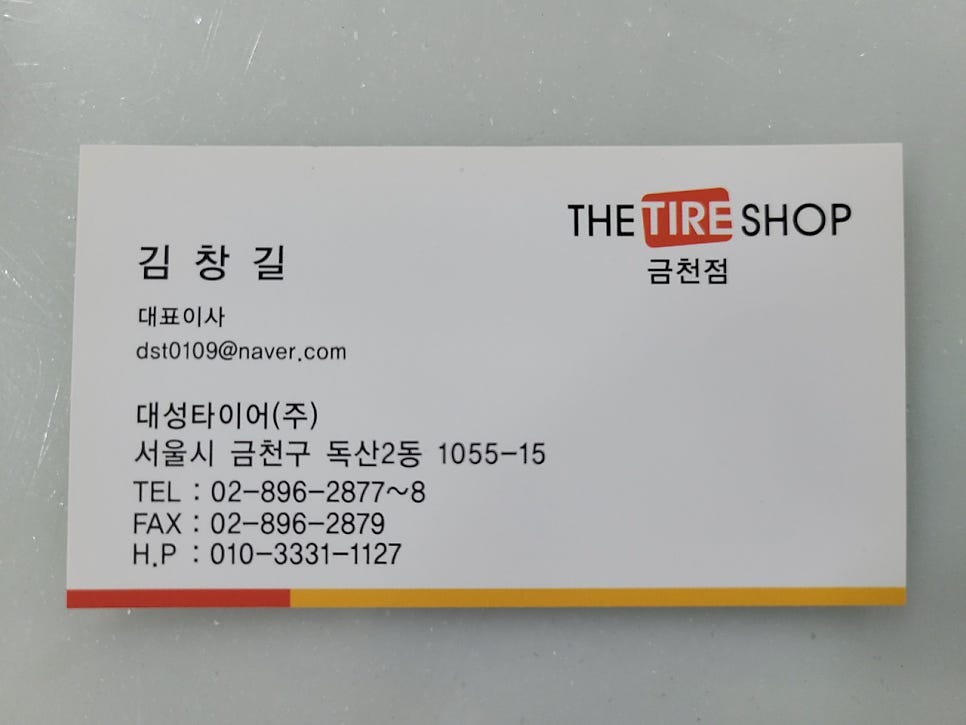 THE TIRE SHOP
금천점
김 창 길
대표이사
dst0109@naver.com
대성타이어(주)
서울시 금천구 독산2동 1055-15
TEL : 02-896-2877~8
FAX : 02-896-2879
H.P : 010-3331-1127